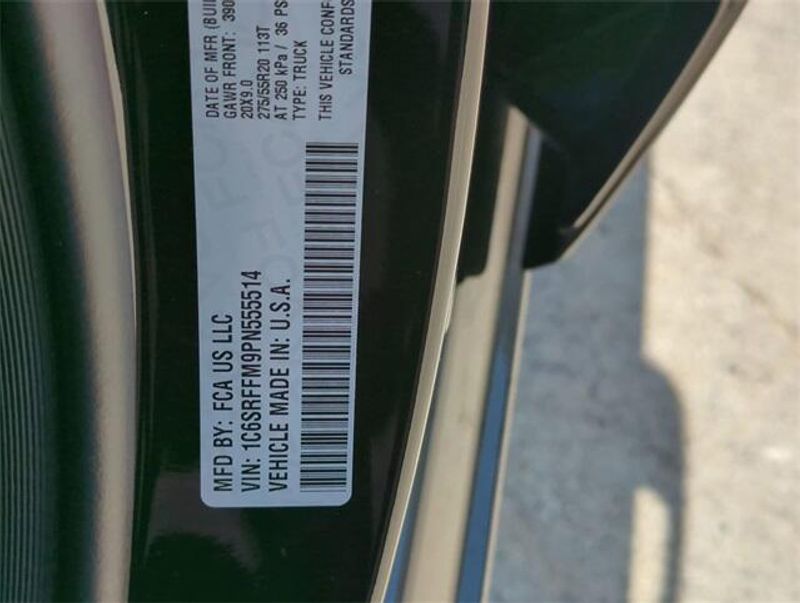 MFD BY: FCA US LLC
VIN: 1C6SRFFM9PN555514
VEHICLE MADE IN: U.S.A.
DATE OF MFR (BUI
GAWR FRONT: 390
20X9.0
275/55R20 113T
AT 250 kPa / 36 PS
TYPE: TRUCK
THIS VEHICLE CONF
STANDARDS